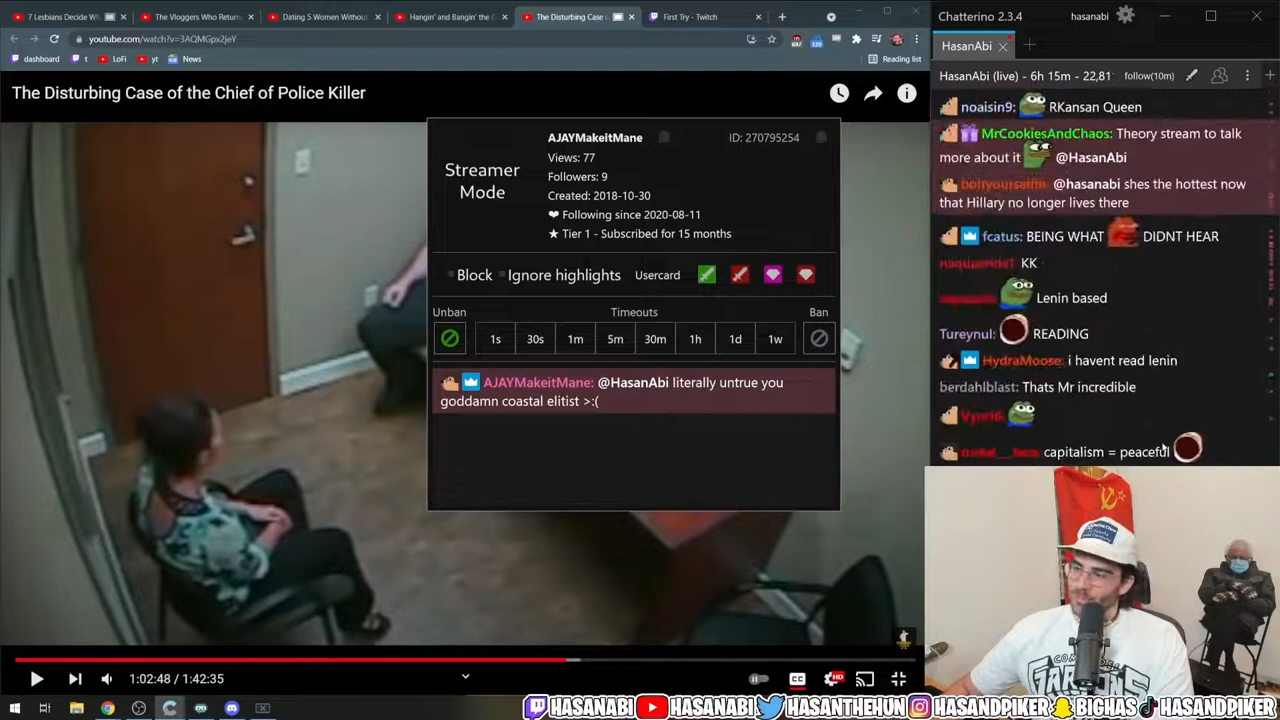 7 Lesbians Decide Wh
The Vloggers Who Return
Dating 5 Women Without
Hangin' and Bangin' the C
The Disturbing Case o
First Try - Twitch
youtube.com/watch?v=3AQMGpx2jeY
dashboard
t
LoFi
yt
News
Reading list
The Disturbing Case of the Chief of Police Killer
Streamer
Mode
AJAYMakeitMane
ID: 270795254
Views: 77
Followers: 9
Created: 2018-10-30
❤ Following since 2020-08-11
★ Tier 1 - Subscribed for 15 months
Block
Ignore highlights
Usercard
Unban
Timeouts
Ban
1s
30s
1m
5m
30m
1h
1d
1w
AJAYMakeitMane: @HasanAbi literally untrue you
goddamn coastal elitist >:(
1:02:48 / 1:42:35
CC
HD
Chatterino 2.3.4
hasanabi
HasanAbi
HasanAbi (live) - 6h 15m - 22,81
follow(10m)
noaisin9: RKansan Queen
MrCookiesAndChaos: Theory stream to talk
more about it @HasanAbi
@hasanabi shes the hottest now
that Hillary no longer lives there
fcatus: BEING WHAT DIDNT HEAR
KK
Lenin based
Tureynul: READING
HydraMoose: i havent read lenin
berdahlblast: Thats Mr incredible
capitalism = peaceful
HASANABI
HASANABI
HASANTHEHUN
HASANDPIKER
BIGHAS
HASANDPIKER